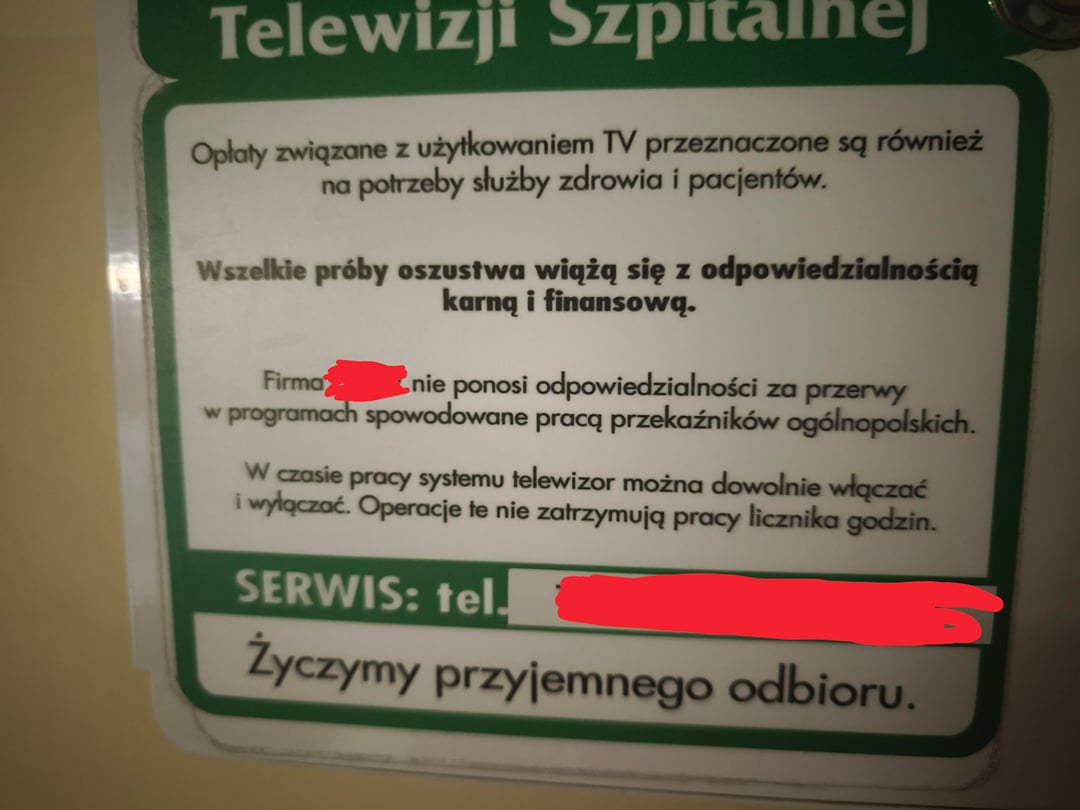 Telewizji Szpitalnej
Opłaty związane z użytkowaniem TV przeznaczone są również
na potrzeby służby zdrowia i pacjentów.
Wszelkie próby oszustwa wiążą się z odpowiedzialnością
karną i finansową.
Firma nie ponosi odpowiedzialności za przerwy
w programach spowodowane pracą przekaźników ogólnopolskich.
W czasie pracy systemu telewizor można dowolnie włączać
i wyłączać. Operacje te nie zatrzymują pracy licznika godzin.
SERWIS: tel.
Życzymy przyjemnego odbioru.